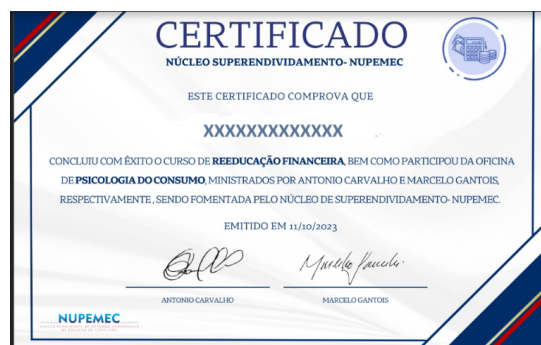 CERTIFICADO
NÚCLEO SUPERENDIVIDAMENTO- NUPEMEC
ESTE CERTIFICADO COMPROVA QUE
XXXXXXXXXXXXX
CONCLUIU COM ÊXITO O CURSO DE REEDUCAÇÃO FINANCEIRA, BEM COMO PARTICIPOU DA OFICINA
DE PSICOLOGIA DO CONSUMO, MINISTRADOS POR ANTONIO CARVALHO E MARCELO GANTOIS,
RESPECTIVAMENTE , SENDO FOMENTADA PELO NÚCLEO DE SUPERENDIVIDAMENTO- NUPEMEC.
EMITIDO EM 11/10/2023
ANTONIO CARVALHO
MARCELO GANTOIS
NUPEMEC